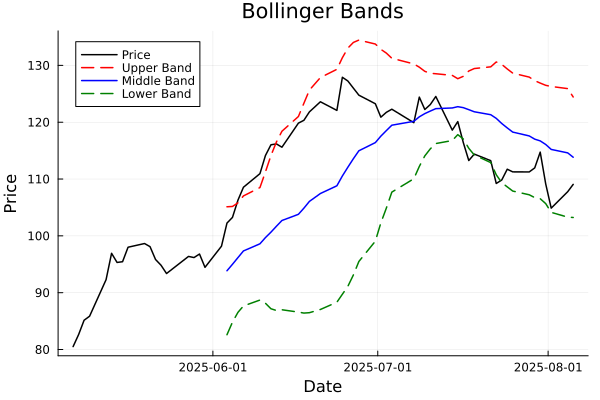 Bollinger Bands
Price
Upper Band
Middle Band
Lower Band
130
120
110
100
90
80
Price
2025-06-01
2025-07-01
2025-08-01
Date